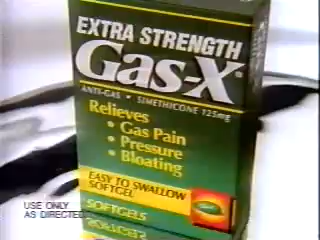 EXTRA STRENGTH
Gas-X®
ANTI-GAS • SIMETHICONE 125mg
Relieves
• Gas Pain
• Pressure
• Bloating
EASY TO SWALLOW
SOFTGEL
SOFTGELS
USE ONLY
AS DIRECTED